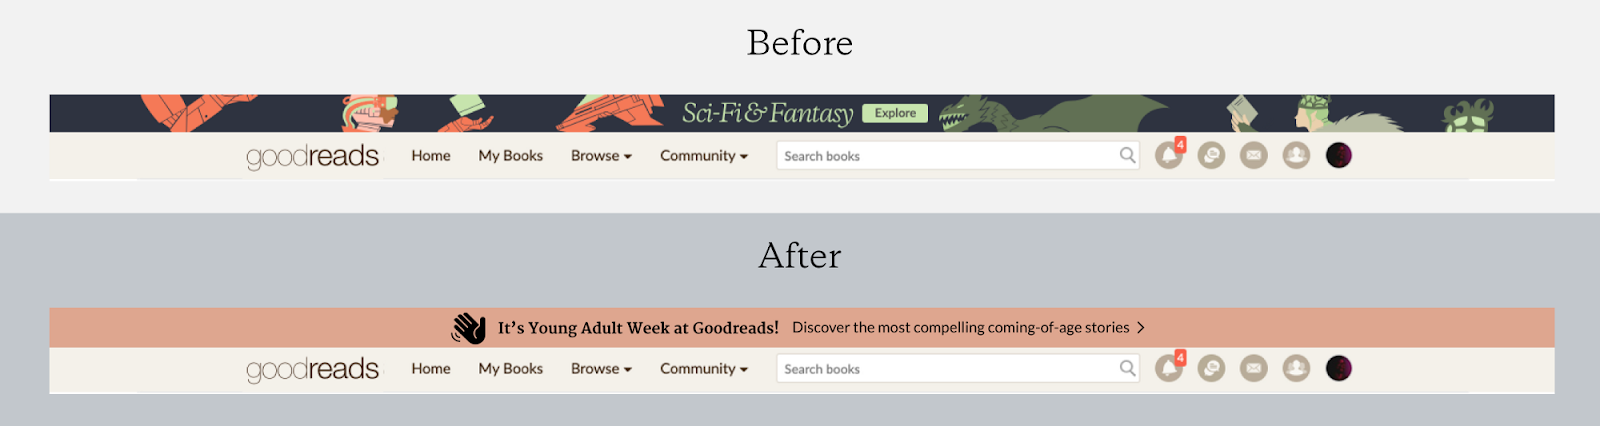 Before
Sci-Fi & Fantasy Explore
goodreads Home My Books Browse Community Search books 4
After
It's Young Adult Week at Goodreads! Discover the most compelling coming-of-age stories
goodreads Home My Books Browse Community Search books 4